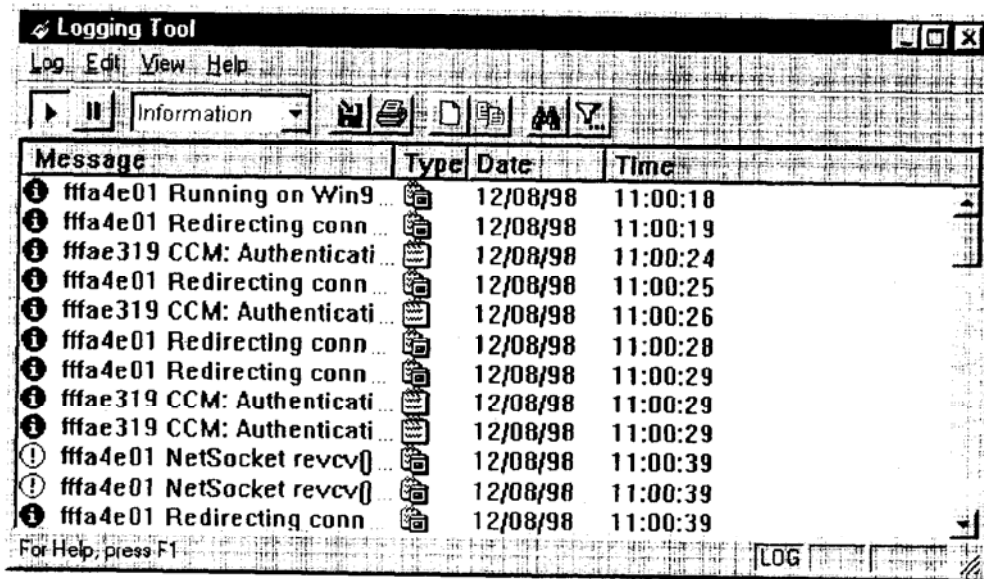 Logging Tool
Log Edit View Help
Information
Message Type Date Time
fffa4e01 Running on Win9... 12/08/98 11:00:18
fffa4e01 Redirecting conn... 12/08/98 11:00:19
fffae319 CCM: Authenticati... 12/08/98 11:00:24
fffa4e01 Redirecting conn... 12/08/98 11:00:25
fffae319 CCM: Authenticati... 12/08/98 11:00:26
fffa4e01 Redirecting conn... 12/08/98 11:00:28
fffa4e01 Redirecting conn... 12/08/98 11:00:29
fffae319 CCM: Authenticati... 12/08/98 11:00:29
fffae319 CCM: Authenticati... 12/08/98 11:00:29
fffa4e01 NetSocket revcv()... 12/08/98 11:00:39
fffa4e01 NetSocket revcv()... 12/08/98 11:00:39
fffa4e01 Redirecting conn... 12/08/98 11:00:39
For Help, press F1 LOG